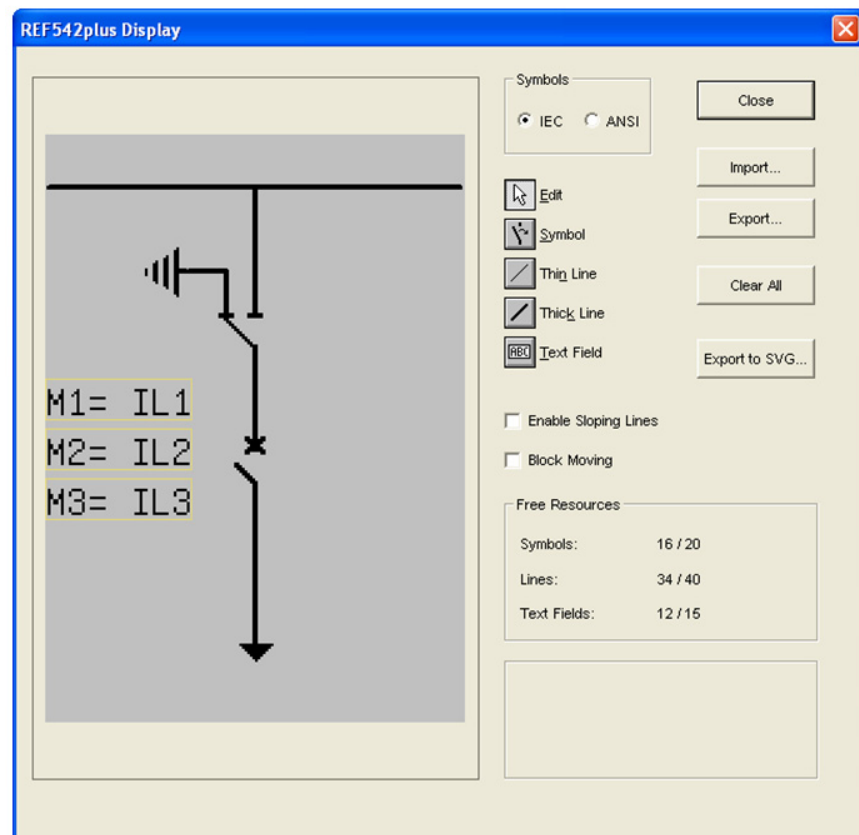 REF542plus Display
M1= IL1
M2= IL2
M3= IL3
Symbols
IEC ANSI
Edit
Symbol
Thin Line
Thick Line
ABC Text Field
Enable Sloping Lines
Block Moving
Free Resources
Symbols: 16 / 20
Lines: 34 / 40
Text Fields: 12 / 15
Close
Import...
Export...
Clear All
Export to SVG...